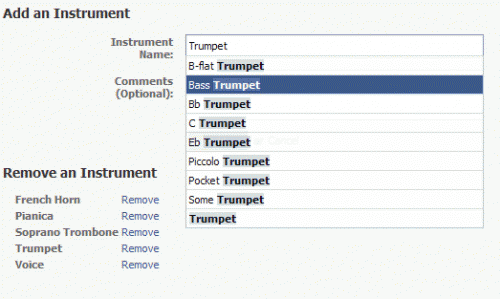 Add an Instrument
Instrument Name:
Trumpet
B-flat Trumpet
Bass Trumpet
Bb Trumpet
C Trumpet
Eb Trumpet
Piccolo Trumpet
Pocket Trumpet
Some Trumpet
Trumpet
Comments (Optional):
Remove an Instrument
French Horn Remove
Pianica Remove
Soprano Trombone Remove
Trumpet Remove
Voice Remove